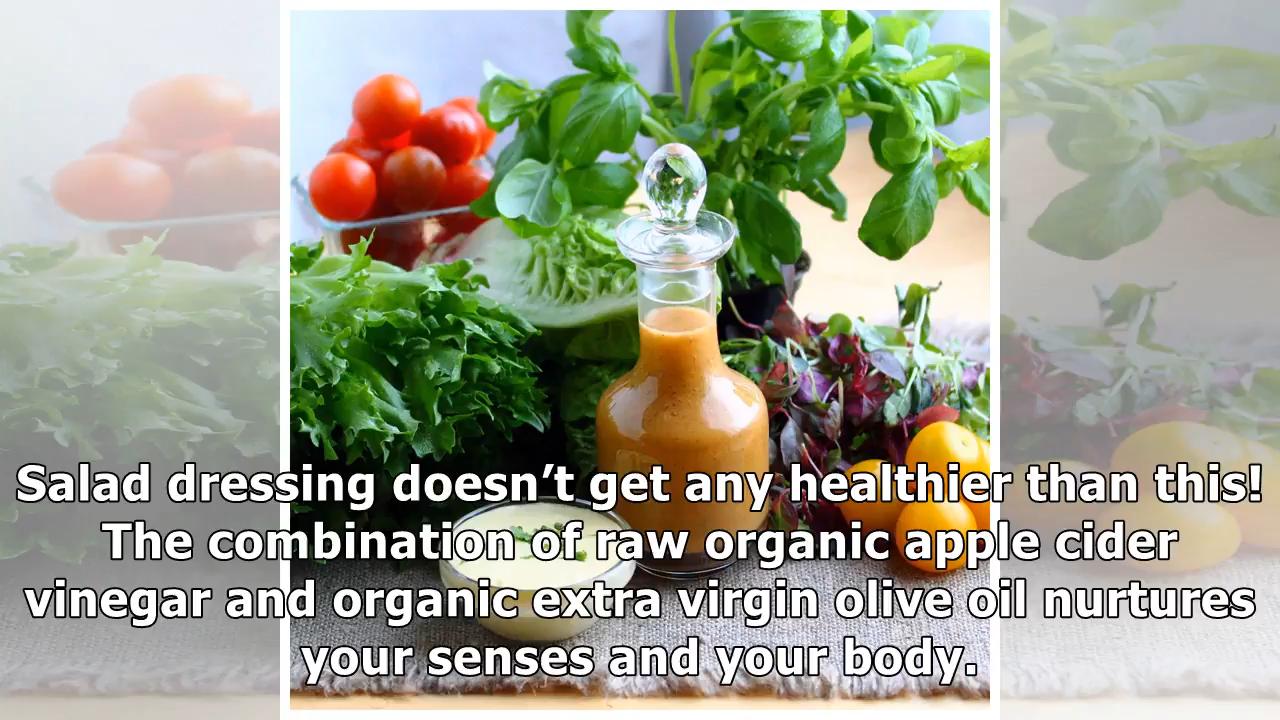 Salad dressing doesn’t get any healthier than this!
The combination of raw organic apple cider
vinegar and organic extra virgin olive oil nurtures
your senses and your body.